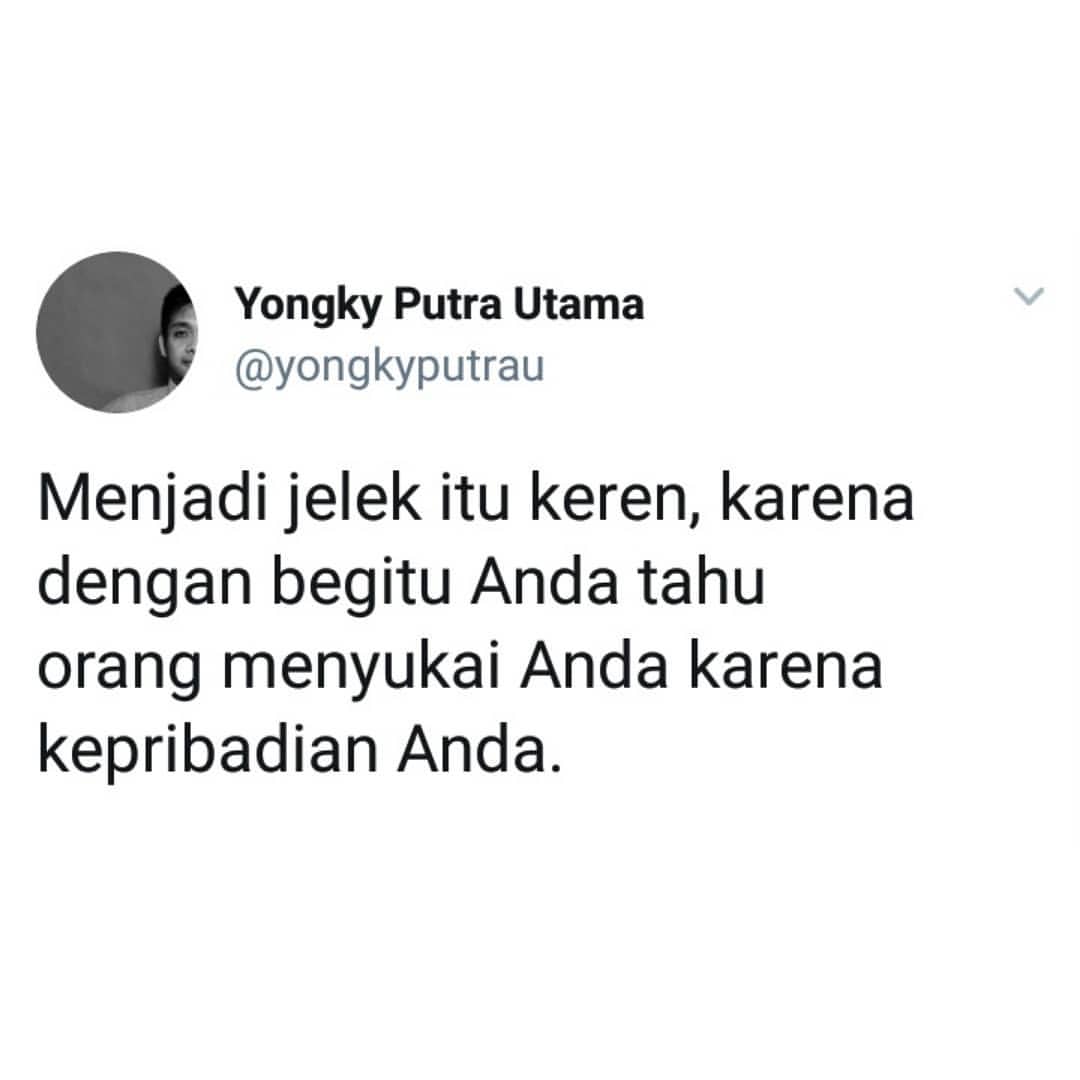 Yongky Putra Utama
@yongkyputrau
Menjadi jelek itu keren, karena
dengan begitu Anda tahu
orang menyukai Anda karena
kepribadian Anda.